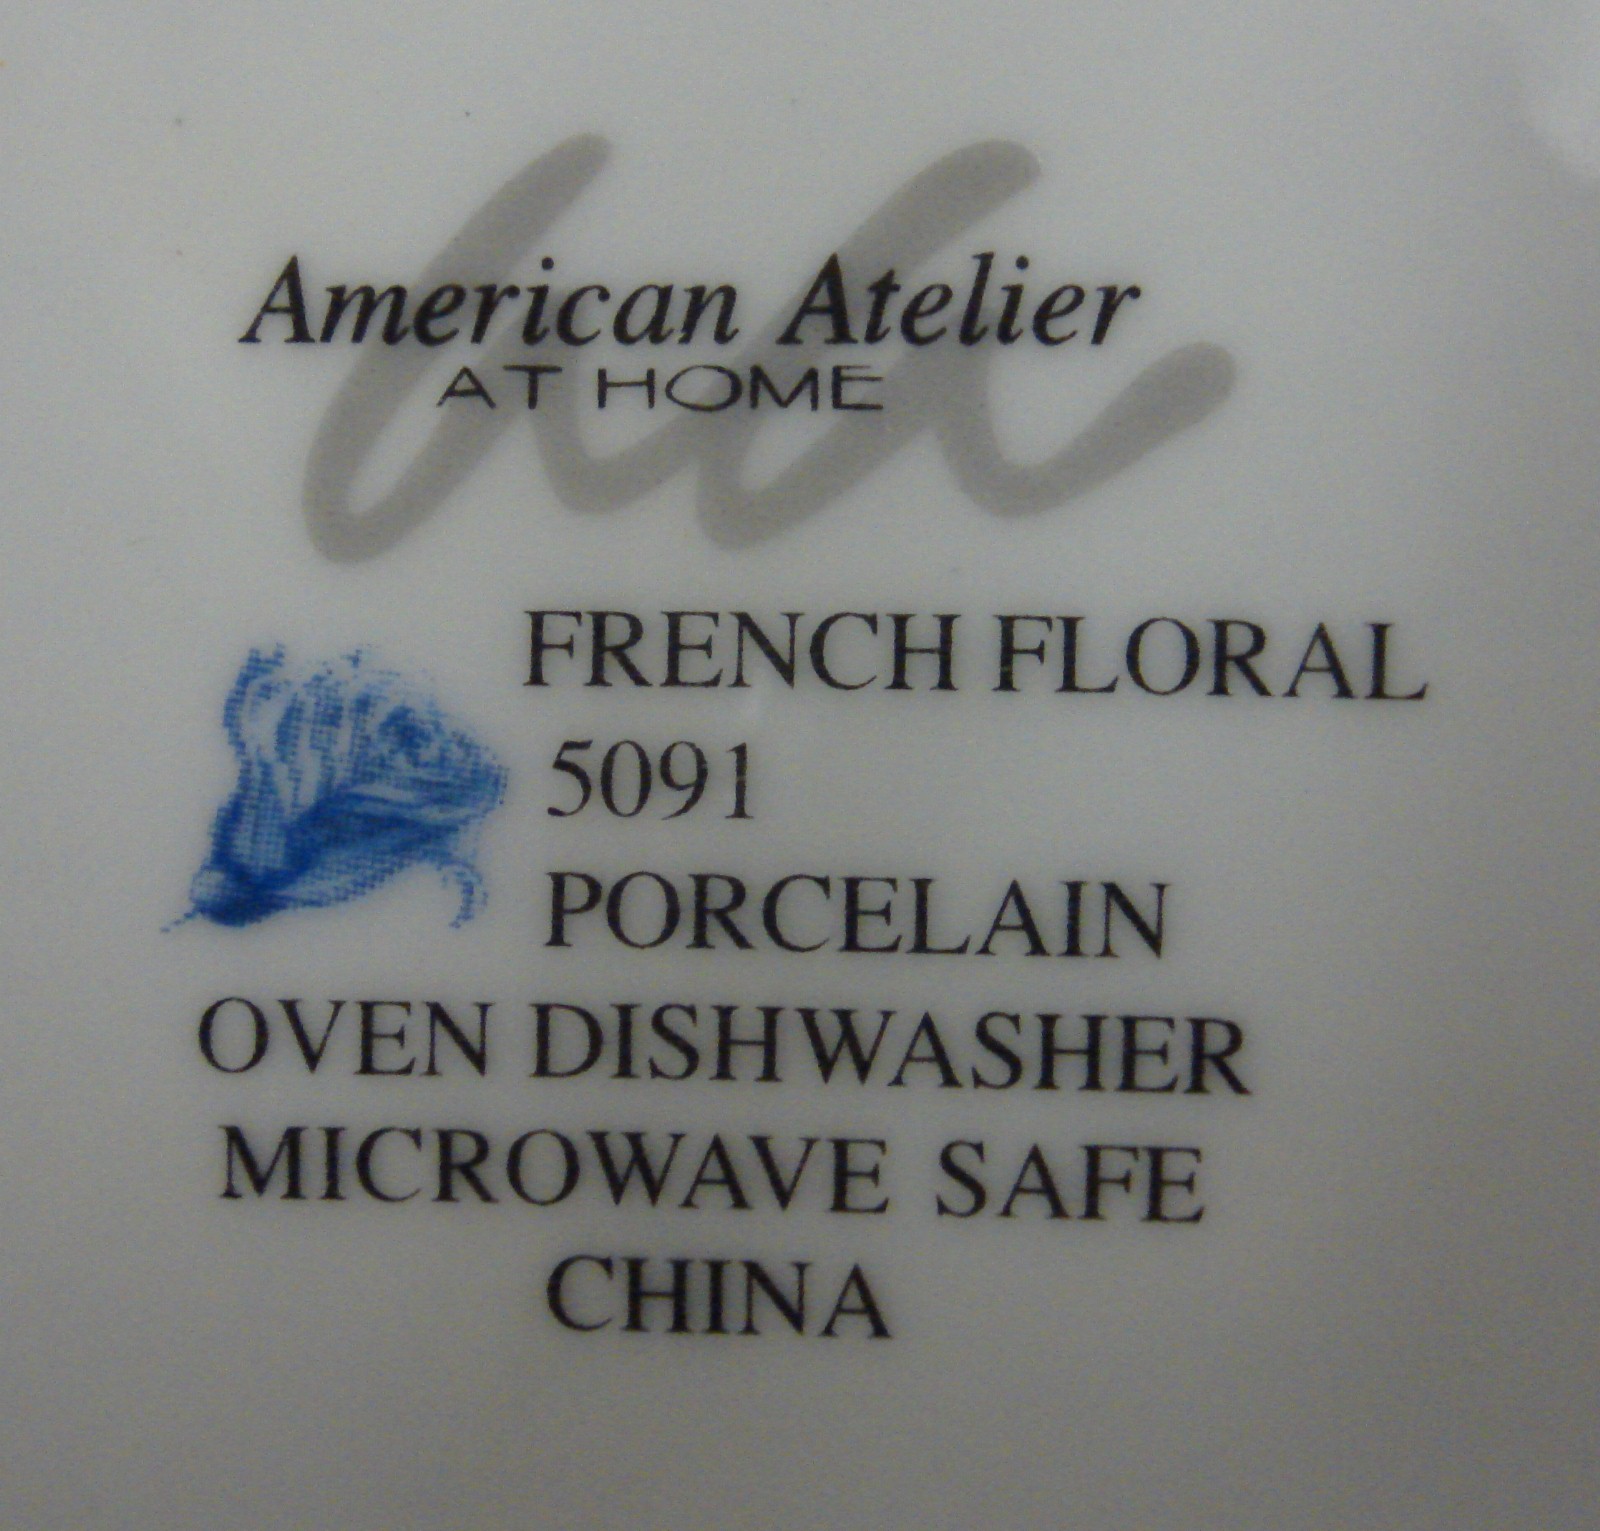 American Atelier
AT HOME
FRENCH FLORAL
5091
PORCELAIN
OVEN DISHWASHER
MICROWAVE SAFE
CHINA